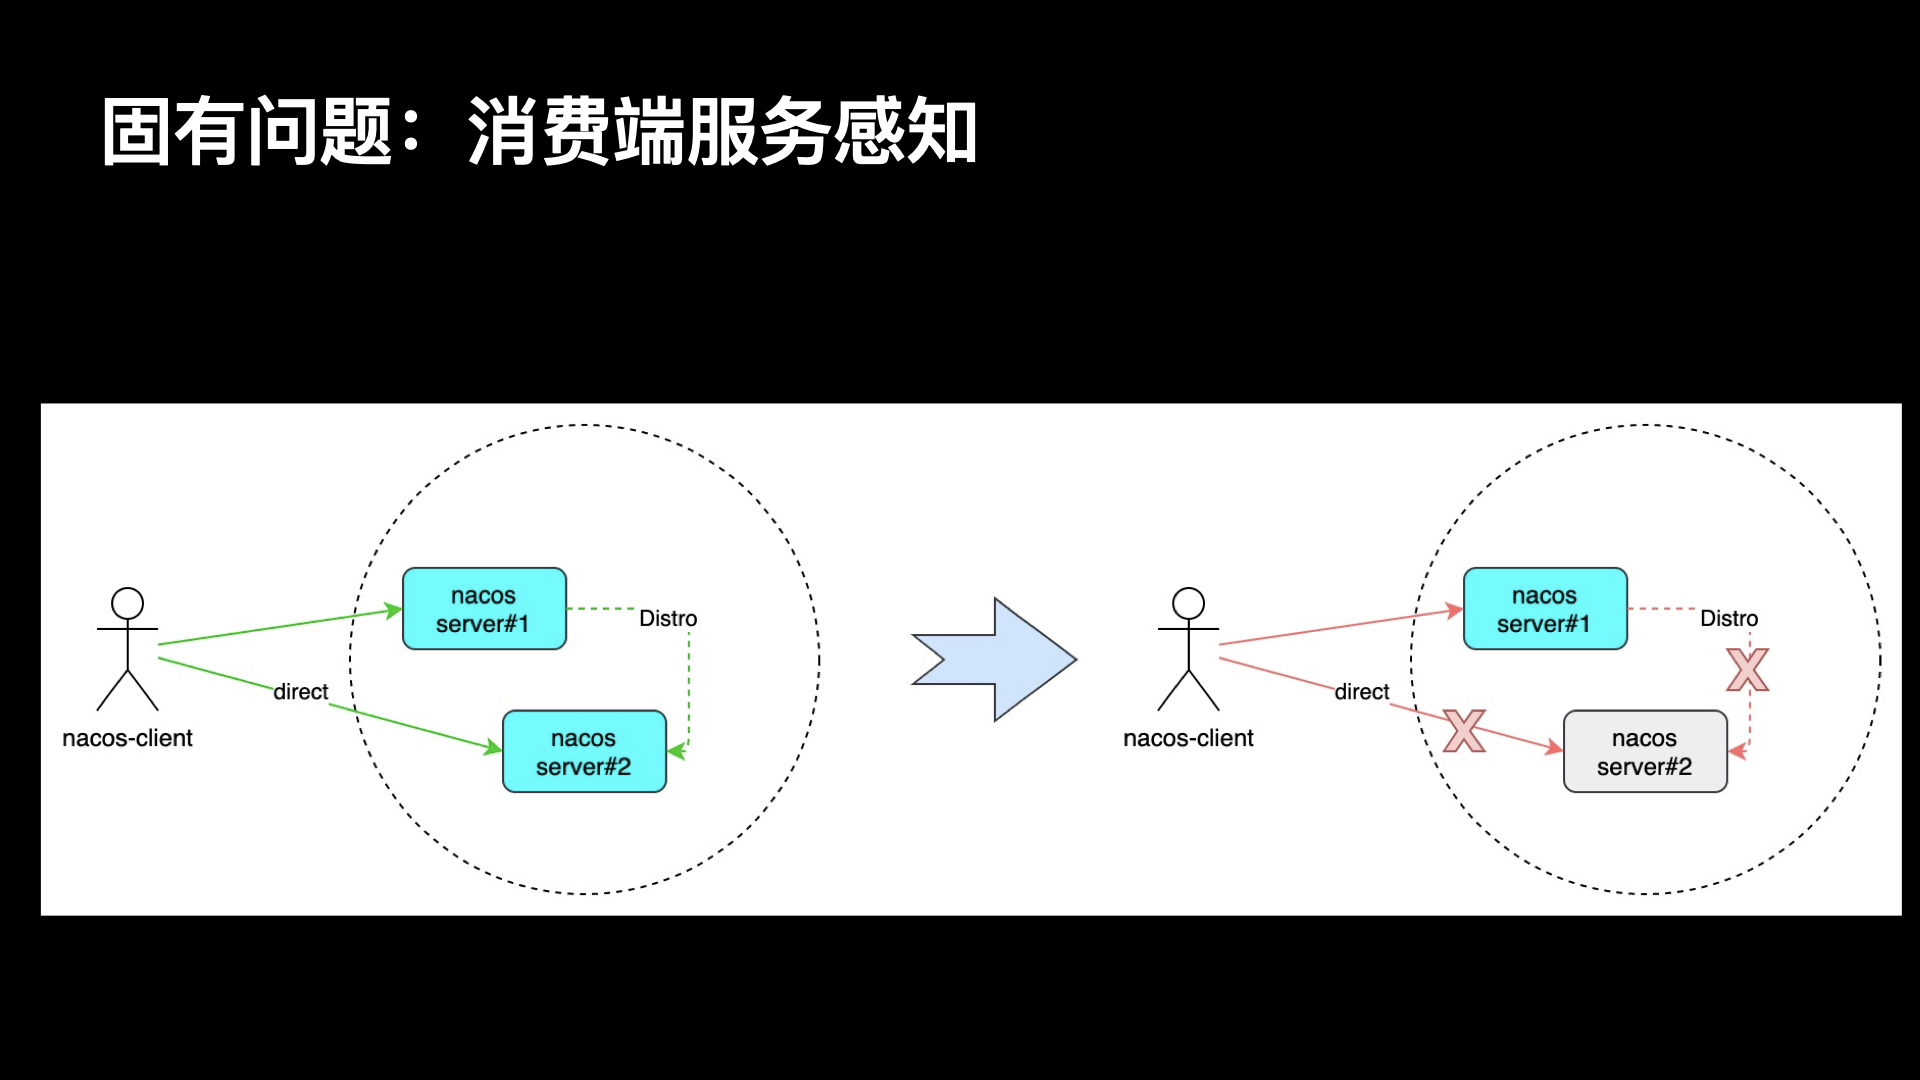 固有问题：消费端服务感知
nacos
server#1
Distro
direct
nacos
server#2
nacos-client
nacos
server#1
Distro
X
direct
X
nacos
server#2
nacos-client